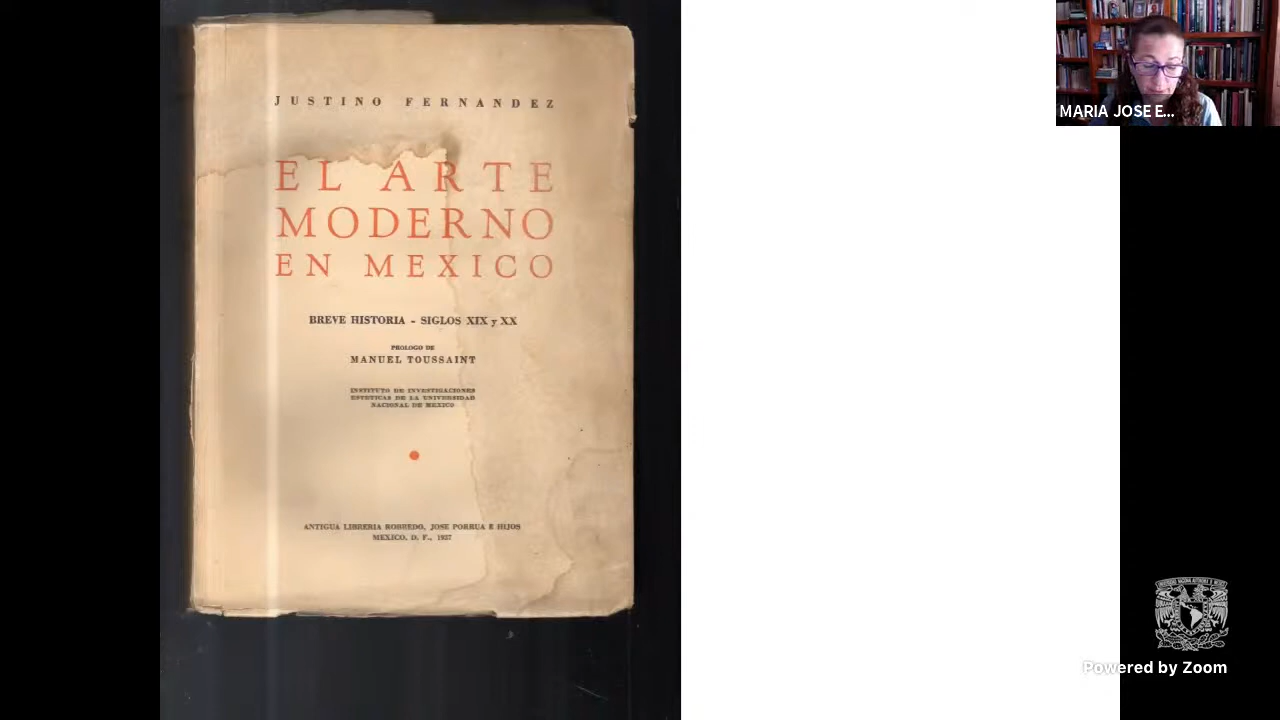 JUSTINO FERNANDEZ
EL ARTE
MODERNO
EN MEXICO
BREVE HISTORIA - SIGLOS XIX y XX
PROLOGO DE
MANUEL TOUSSAINT
INSTITUTO DE INVESTIGACIONES
ESTETICAS DE LA UNIVERSIDAD
NACIONAL DE MEXICO
ANTIGUA LIBRERIA ROBREDO, JOSE PORRUA E HIJOS
MEXICO, D. F., 1937
MARIA JOSE E...
Powered by Zoom